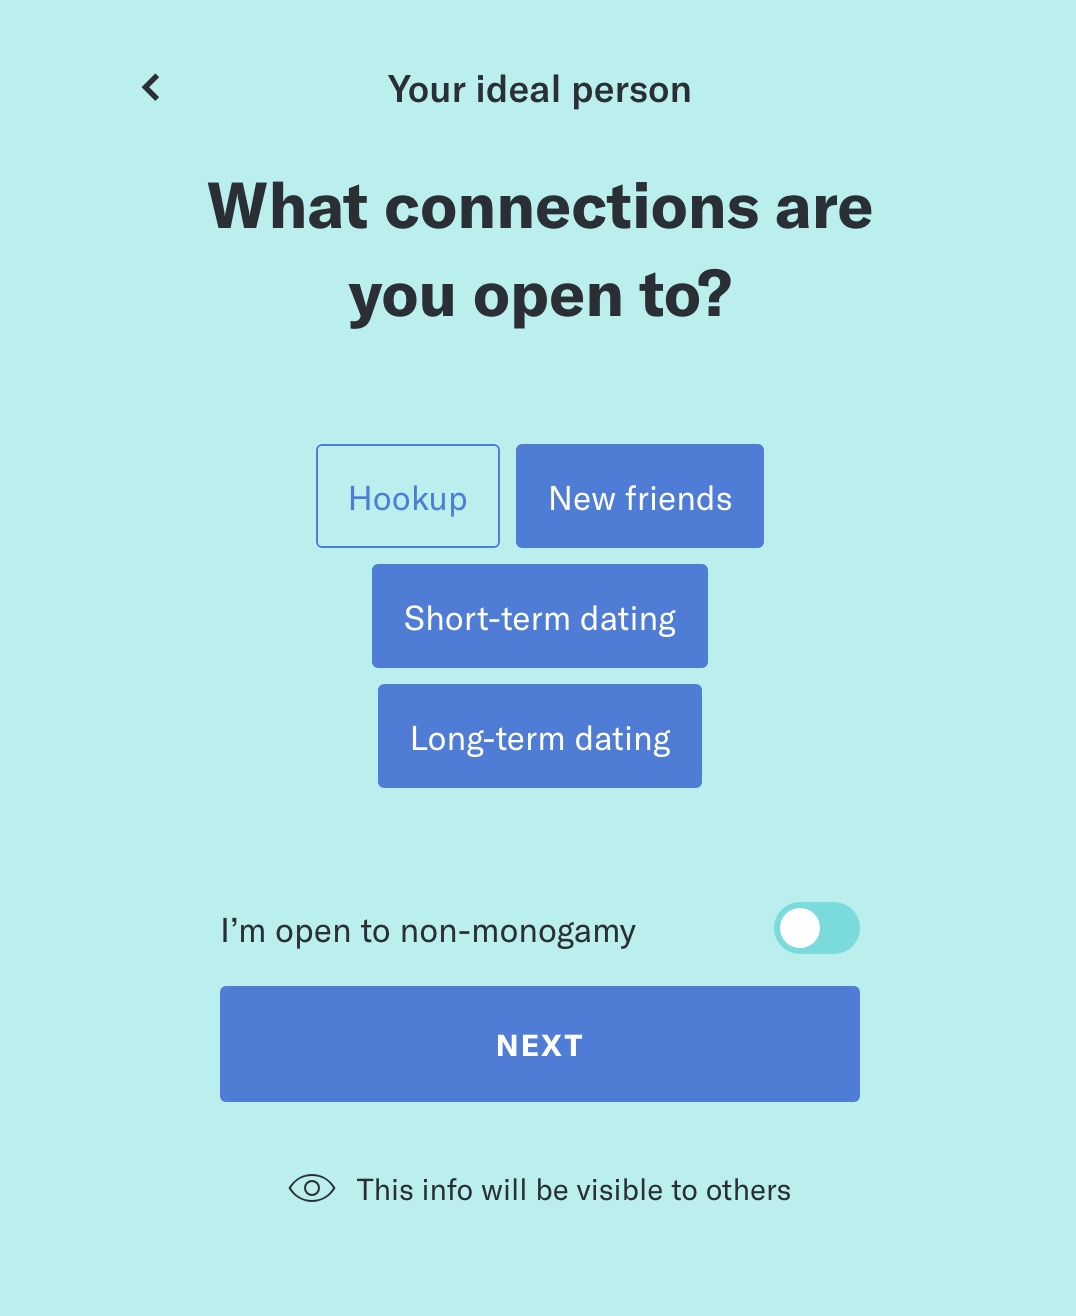 Your ideal person
What connections are
you open to?
Hookup
New friends
Short-term dating
Long-term dating
I’m open to non-monogamy
NEXT
This info will be visible to others